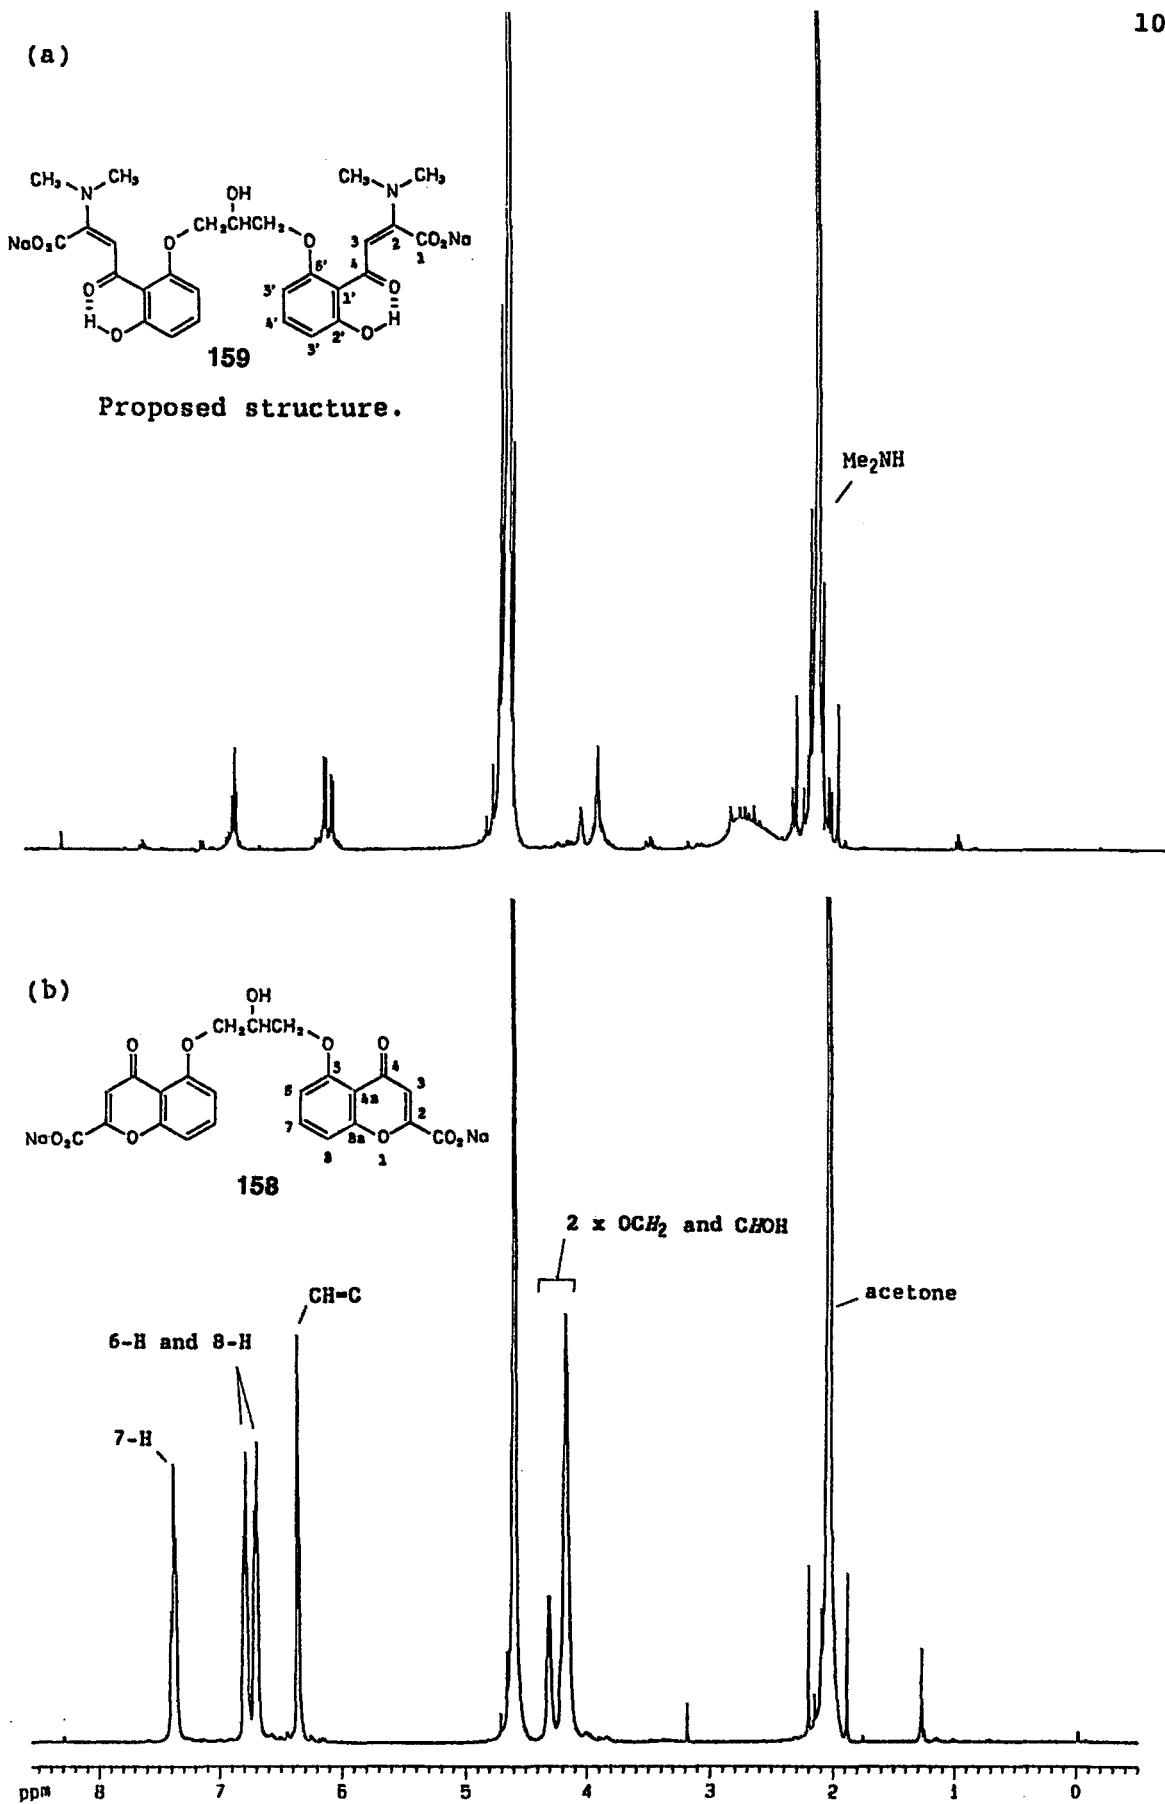 10
(a)
CH₃ N CH₃
OH
CH₃ N CH₃
NaO₂C
O CH₂CHCH₂ O
3 2 CO₂Na
1
4
O
H O
6'
3' 1'
4' 2'
3'
O H
O
159
Proposed structure.
Me₂NH
(b)
OH
O
O CH₂CHCH₂ O
O
5 4
6 4a 3
7 2
8a
8 1
NaO₂C O
O CO₂Na
158
2 x OCH₂ and CHOH
CH=C
acetone
6-H and 8-H
7-H
ppm 8 7 6 5 4 3 2 1 0